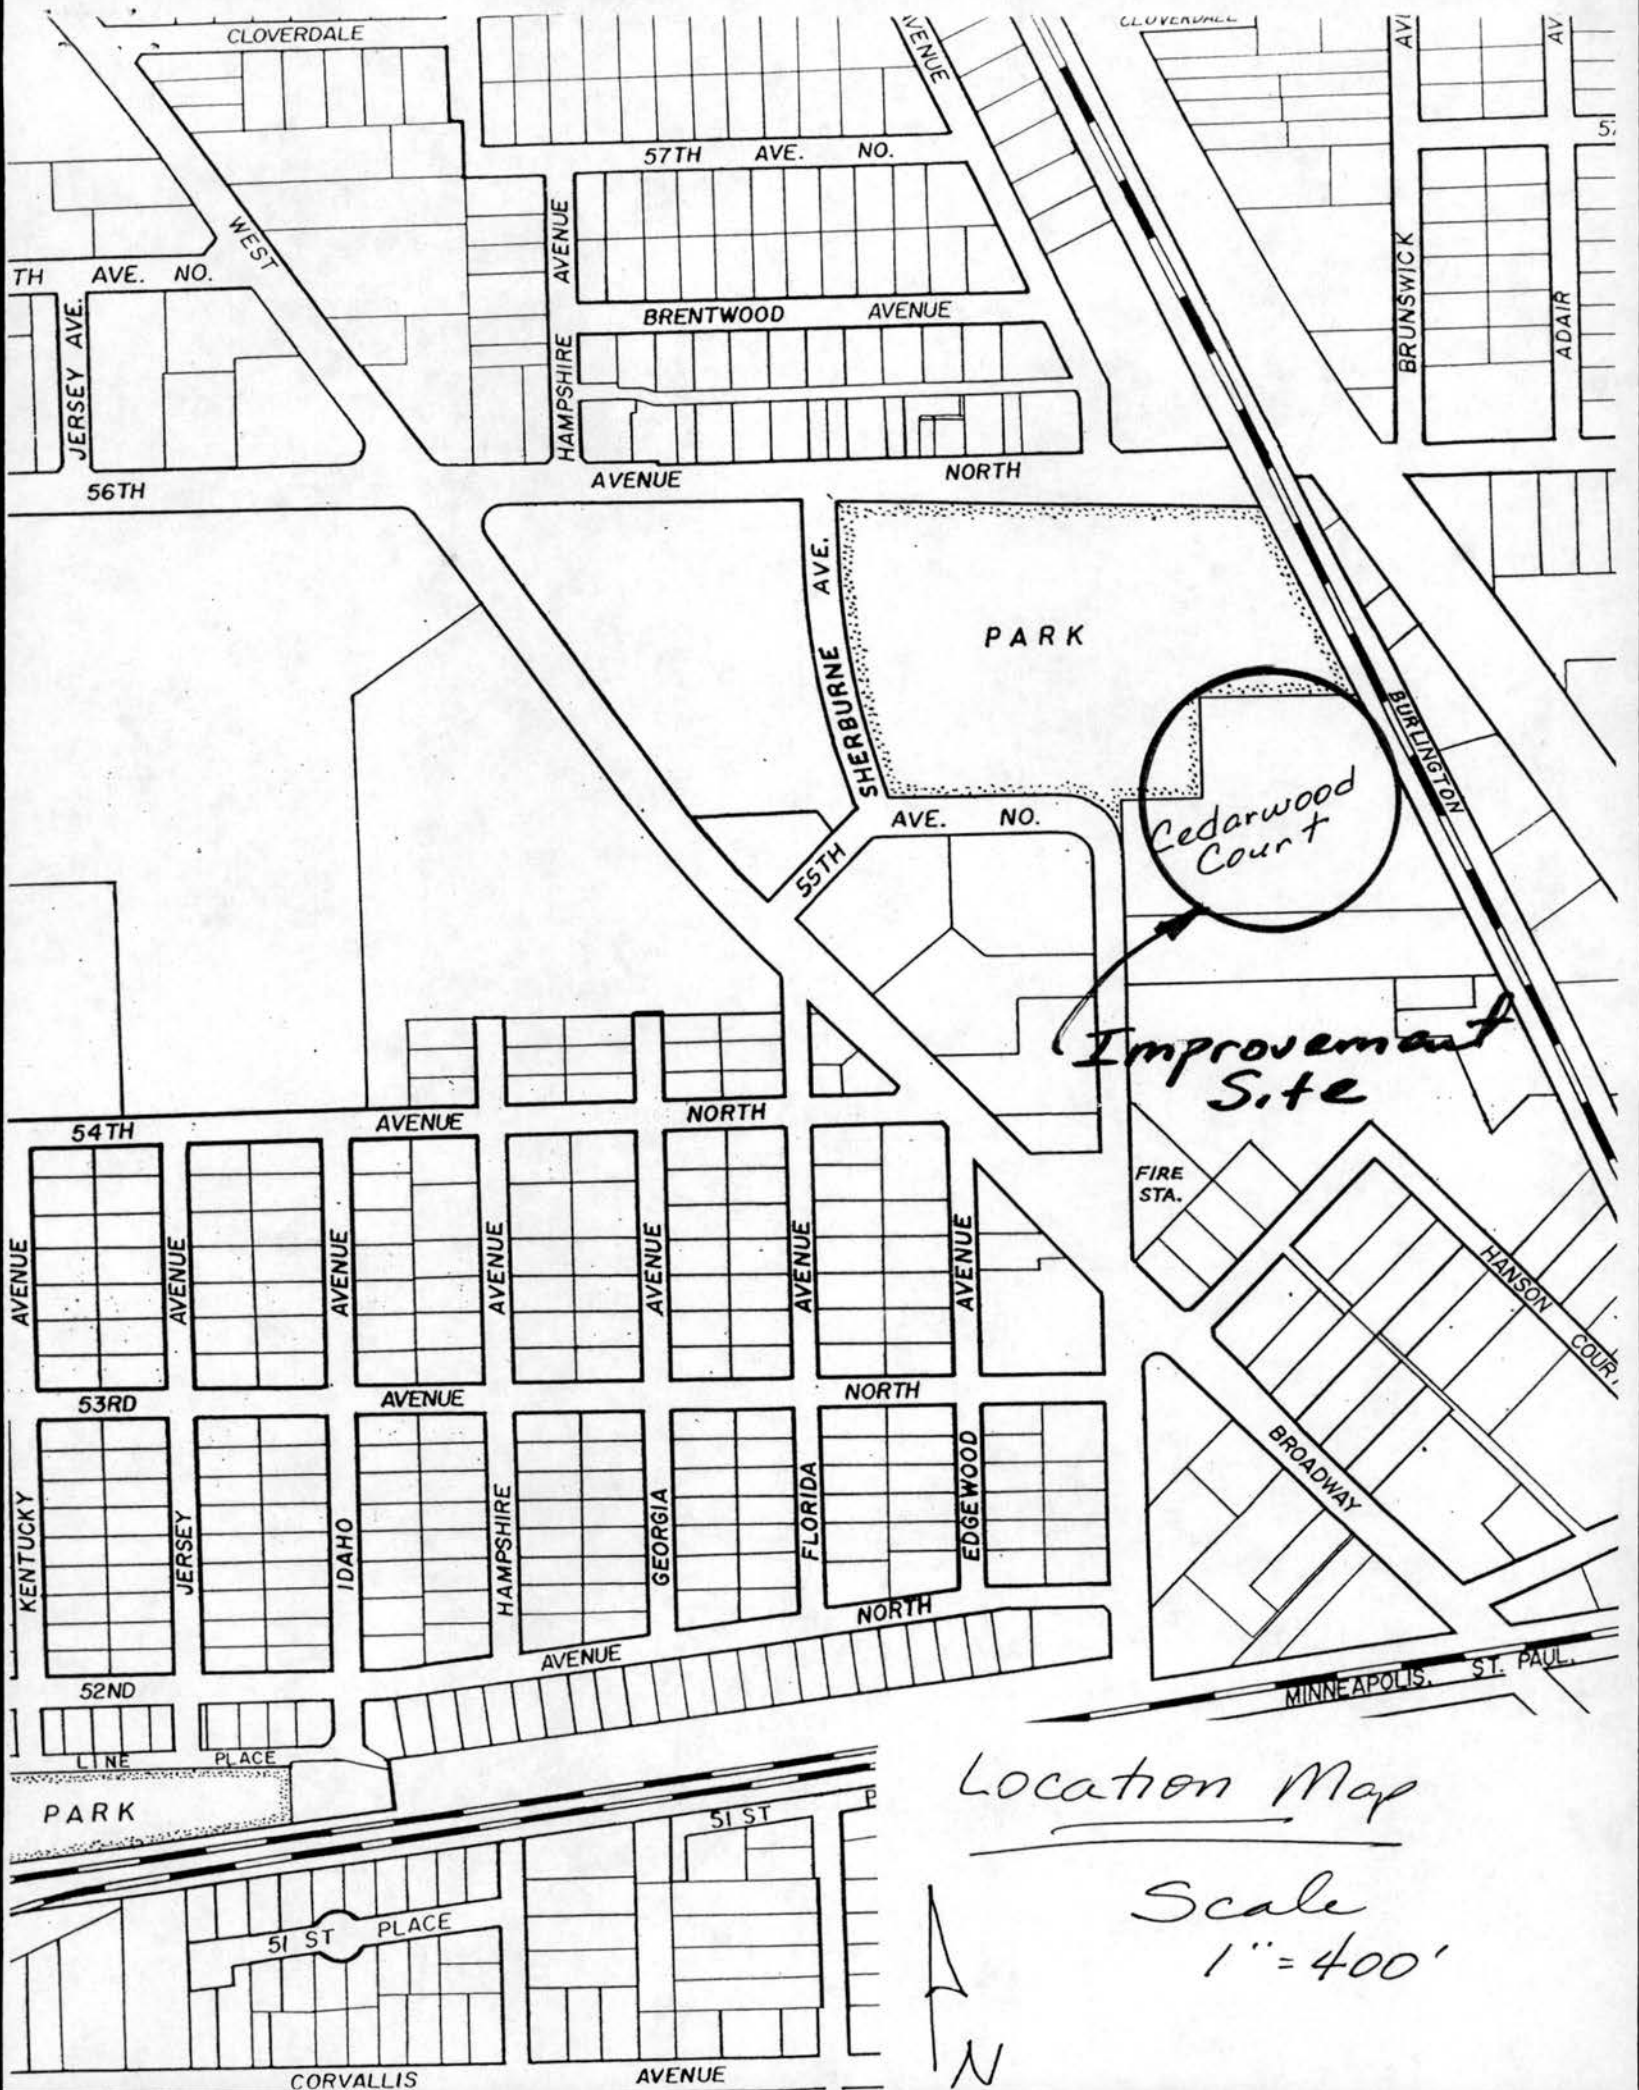 CLOVERDALE
AVENUE
CLOVERDALE
57TH AVE. NO.
WEST
AVENUE
TH AVE. NO.
BRENTWOOD AVENUE
BRUNSWICK
ADAIR
JERSEY AVE.
HAMPSHIRE
56TH AVENUE NORTH
SHERBURNE AVE.
PARK
BURLINGTON
Cedarwood
Court
55TH AVE. NO.
Improvement
Site
54TH AVENUE NORTH
FIRE
STA.
AVENUE
AVENUE
AVENUE
AVENUE
AVENUE
AVENUE
AVENUE
HANSON
53RD AVENUE NORTH
BROADWAY
KENTUCKY
JERSEY
IDAHO
HAMPSHIRE
GEORGIA
FLORIDA
EDGEWOOD
52ND AVENUE NORTH
MINNEAPOLIS, ST. PAUL,
LINE PLACE
PARK
51 ST
Location Map
Scale
1" = 400'
51 ST PLACE
N
CORVALLIS AVENUE